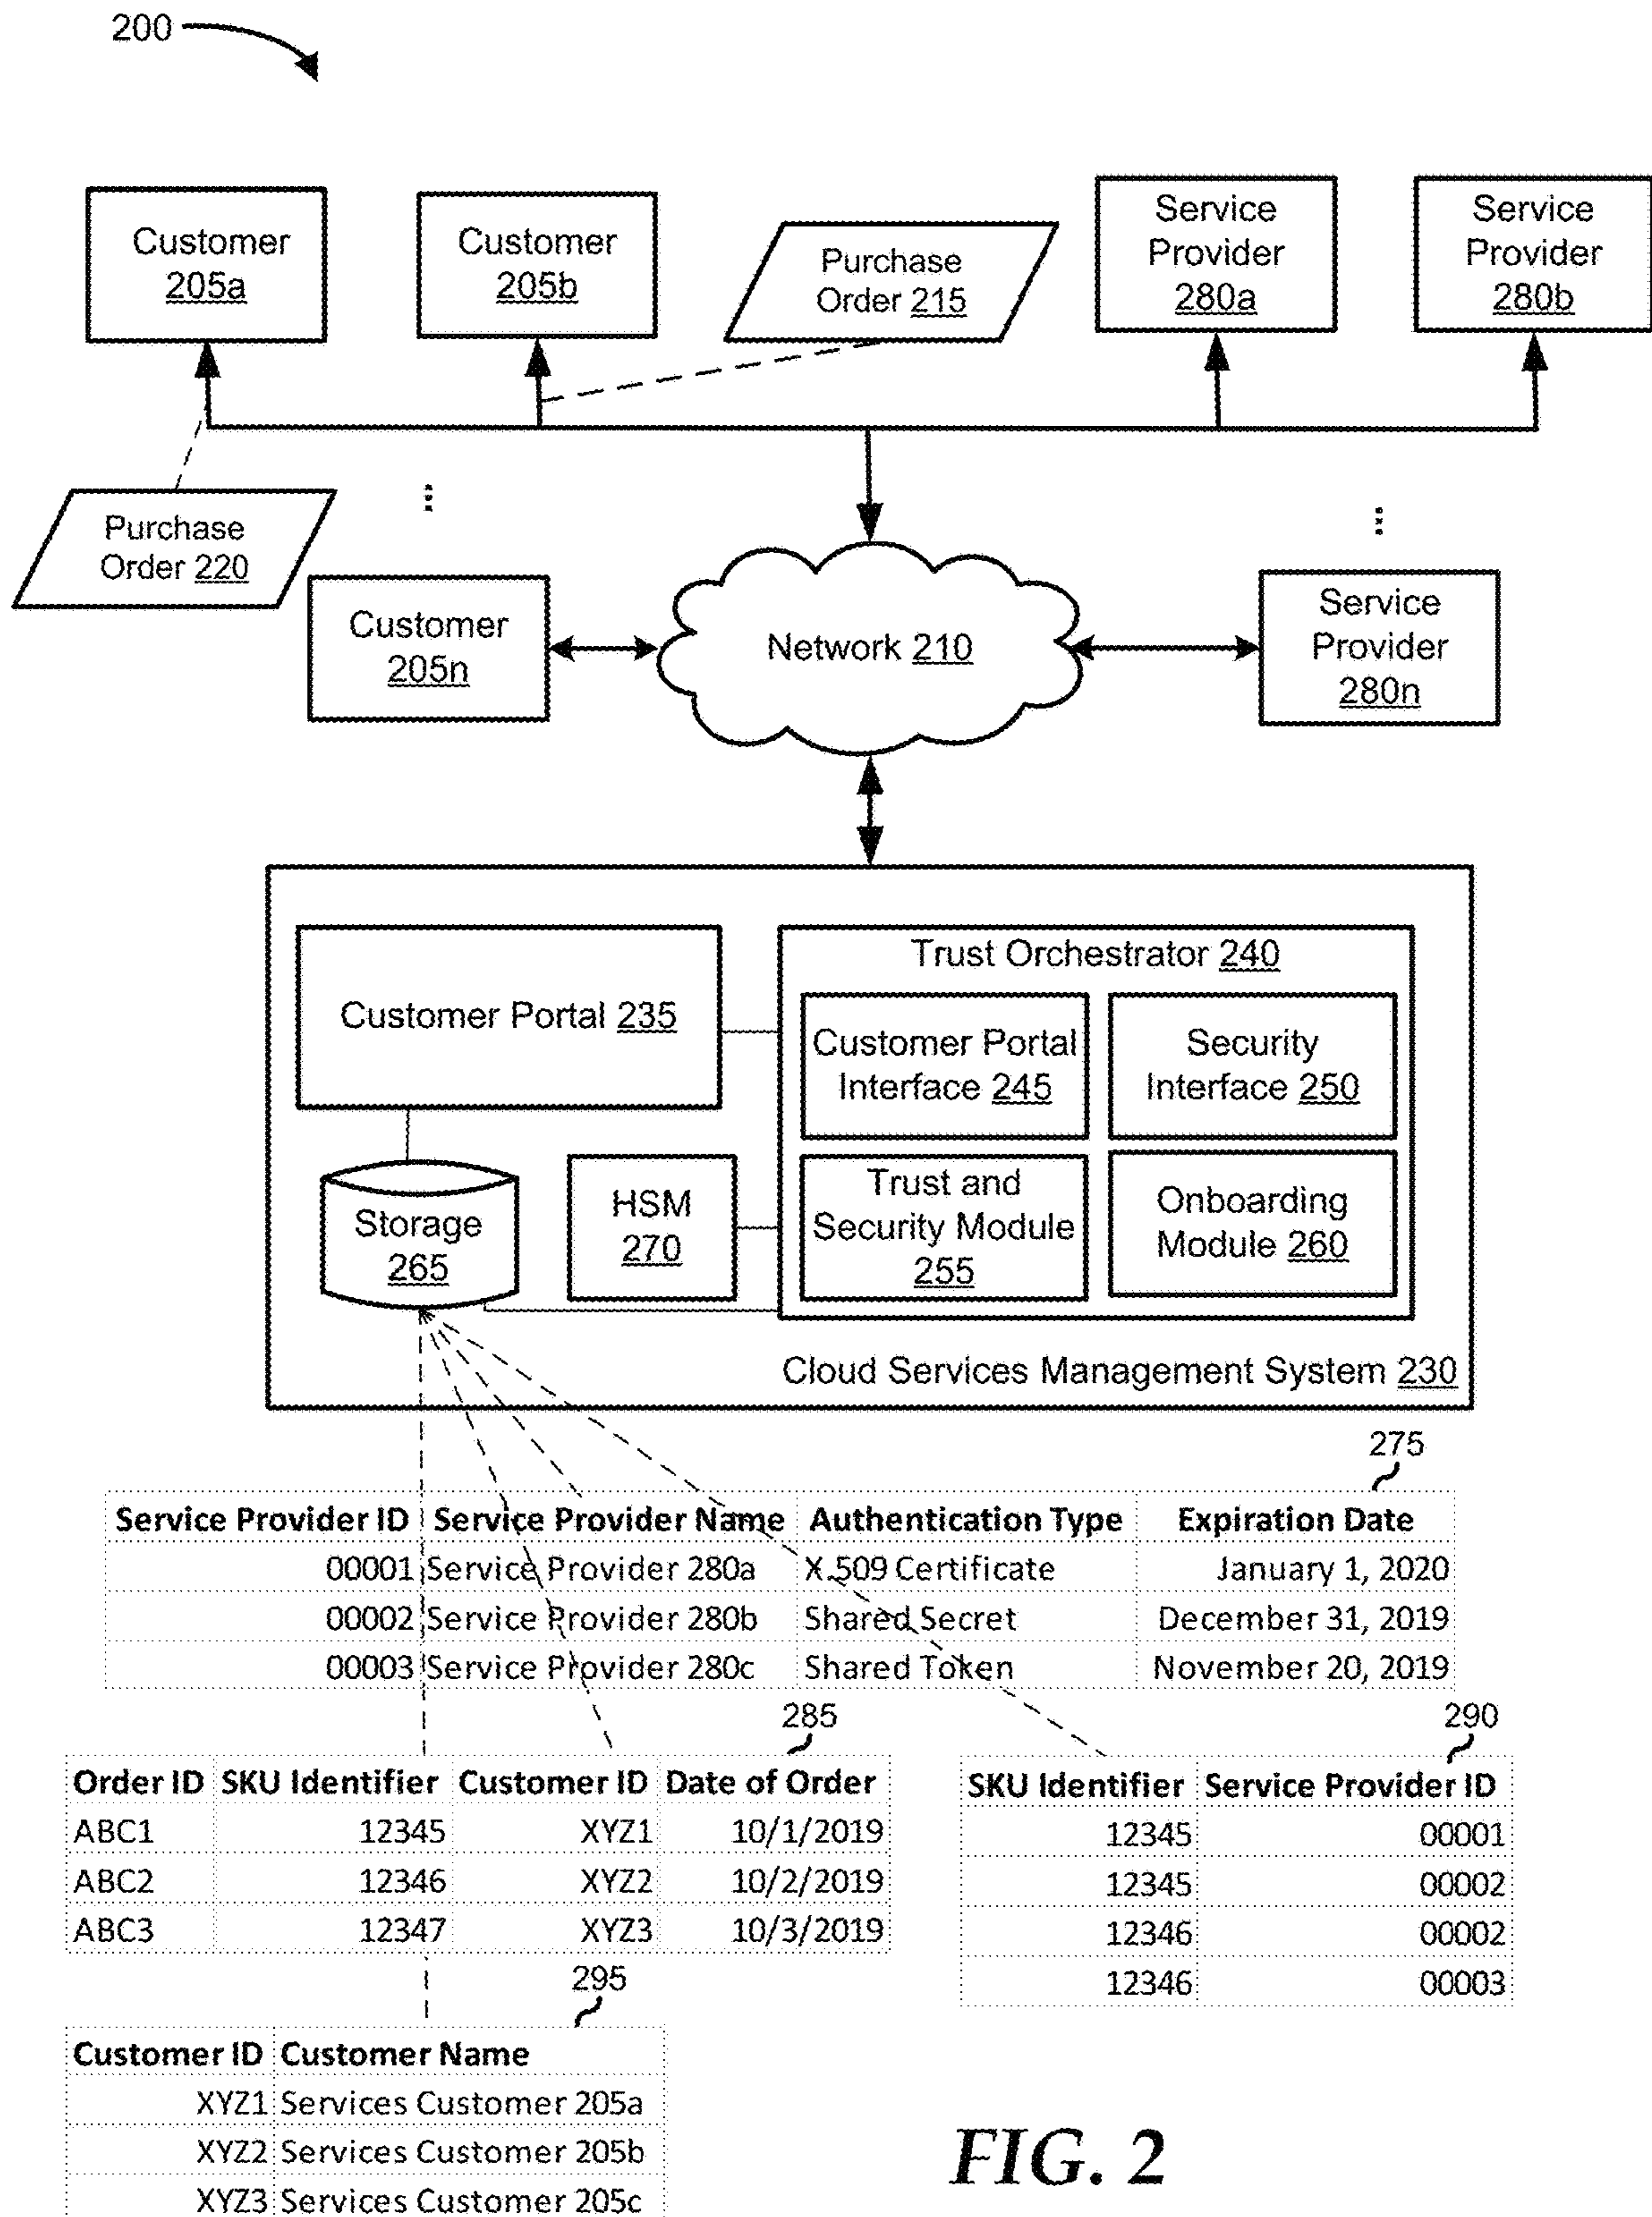 200
Customer
205a
Customer
205b
Purchase
Order 215
Service
Provider
280a
Service
Provider
280b
Purchase
Order 220
...
...
Customer
205n
Network 210
Service
Provider
280n
Customer Portal 235
Trust Orchestrator 240
Customer Portal
Interface 245
Security
Interface 250
Storage
265
HSM
270
Trust and
Security Module
255
Onboarding
Module 260
Cloud Services Management System 230
275
Service Provider ID Service Provider Name Authentication Type Expiration Date
00001 Service Provider 280a X.509 Certificate January 1, 2020
00002 Service Provider 280b Shared Secret December 31, 2019
00003 Service Provider 280c Shared Token November 20, 2019
285
Order ID SKU Identifier Customer ID Date of Order
ABC1 12345 XYZ1 10/1/2019
ABC2 12346 XYZ2 10/2/2019
ABC3 12347 XYZ3 10/3/2019
290
SKU Identifier Service Provider ID
12345 00001
12345 00002
12346 00002
12346 00003
295
Customer ID Customer Name
XYZ1 Services Customer 205a
XYZ2 Services Customer 205b
XYZ3 Services Customer 205c
FIG. 2